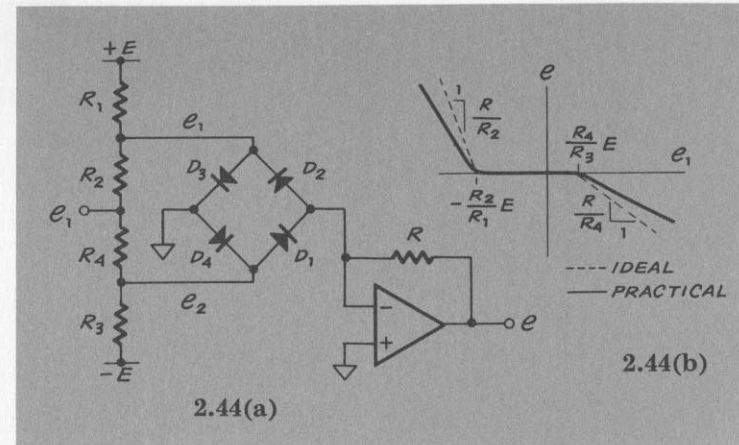 +E
R1
e1
R2
D3
D2
e1
R4
D4
D1
e2
R3
-E
R
-
+
e
2.44(a)
e
1
R
R2
R4
R3
E
e1
- R2
R1
E
R
R4
1
--- IDEAL
— PRACTICAL
2.44(b)